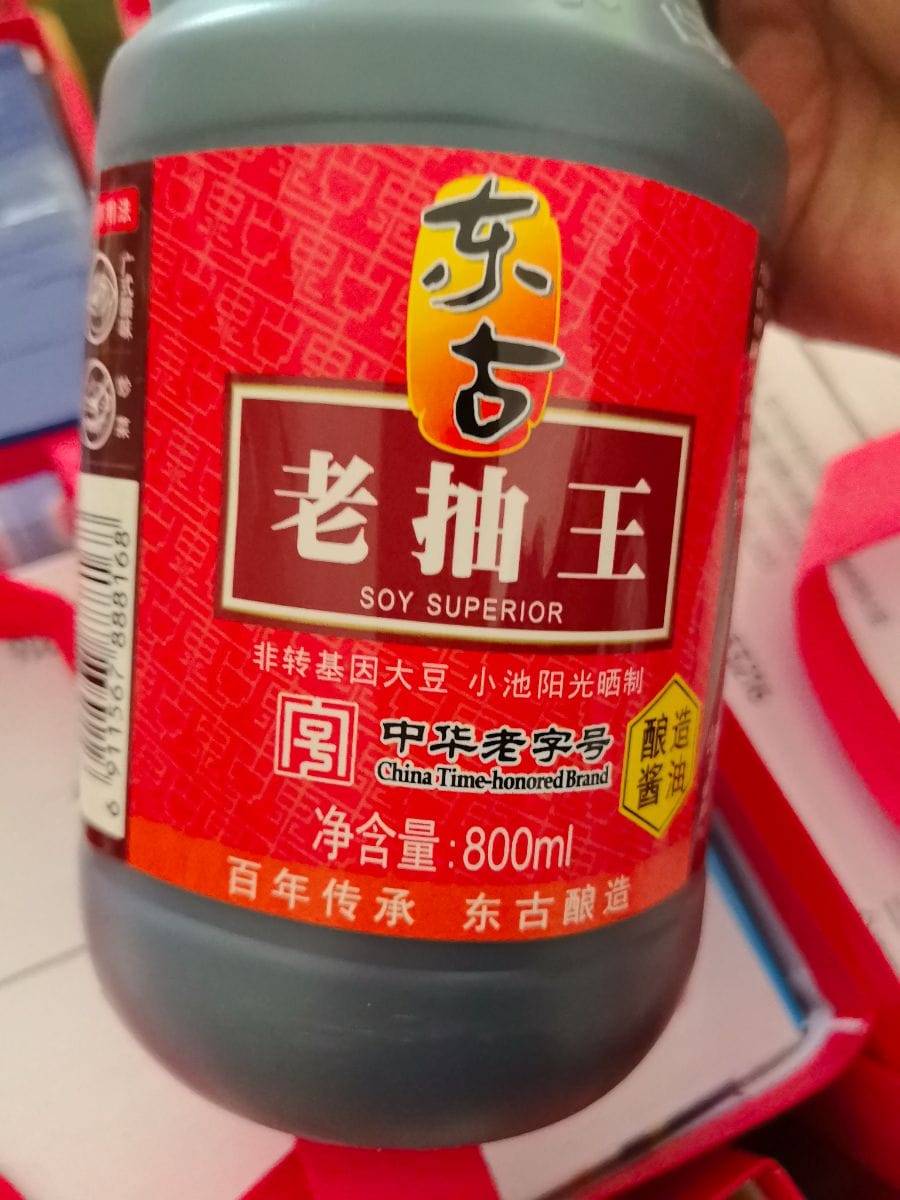 东古
老抽王
SOY SUPERIOR
非转基因大豆 小池阳光晒制
中华老字号
China Time-honored Brand
酿造
酱油
净含量:800ml
百年传承 东古酿造
6911567888168